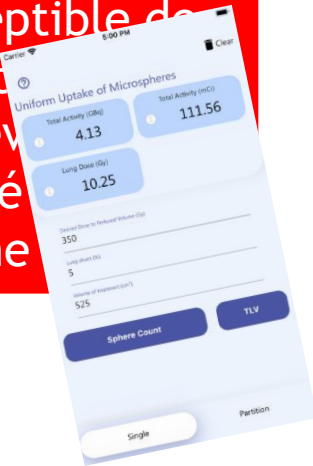 eptible de
Carrier 5:00 PM
Clear
Uniform Uptake of Microspheres
Total Activity (GBq) Total Activity (mCi)
4.13 111.56
Lung Dose (Gy)
10.25
Desired Dose to Perfused Volume (Gy)
350
Lung Shunt (%)
5
Volume of treatment (cm³)
525
Sphere Count TLV
Single Partition